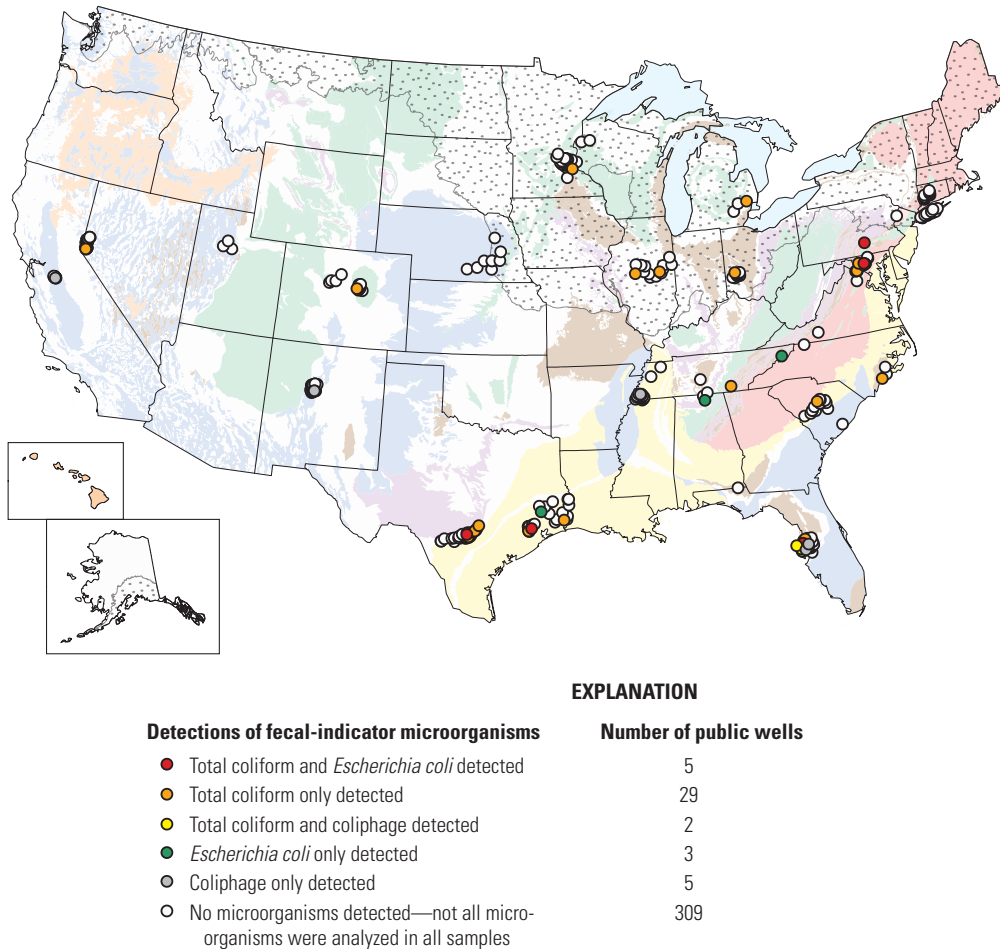 EXPLANATION
Detections of fecal-indicator microorganisms Number of public wells
Total coliform and Escherichia coli detected 5
Total coliform only detected 29
Total coliform and coliphage detected 2
Escherichia coli only detected 3
Coliphage only detected 5
No microorganisms detected—not all micro- 309
organisms were analyzed in all samples